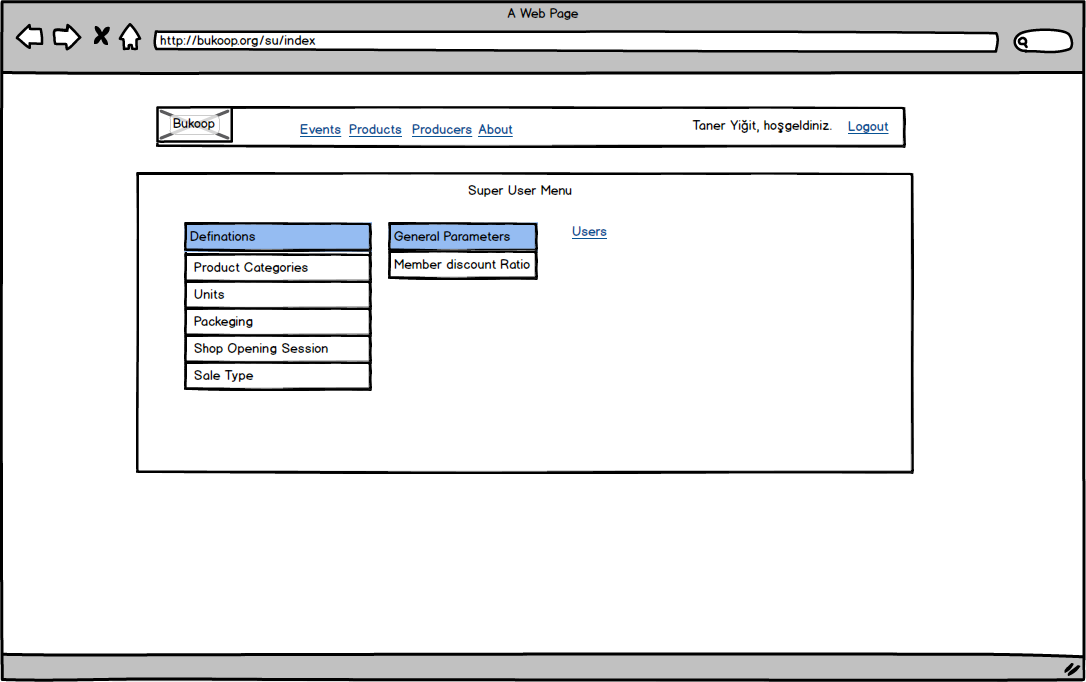 A Web Page
http://bukoop.org/su/index
Bukoop
Events Products Producers About
Taner Yiğit, hoşgeldiniz. Logout
Super User Menu
Definations
Product Categories
Units
Packeging
Shop Opening Session
Sale Type
General Parameters
Member discount Ratio
Users